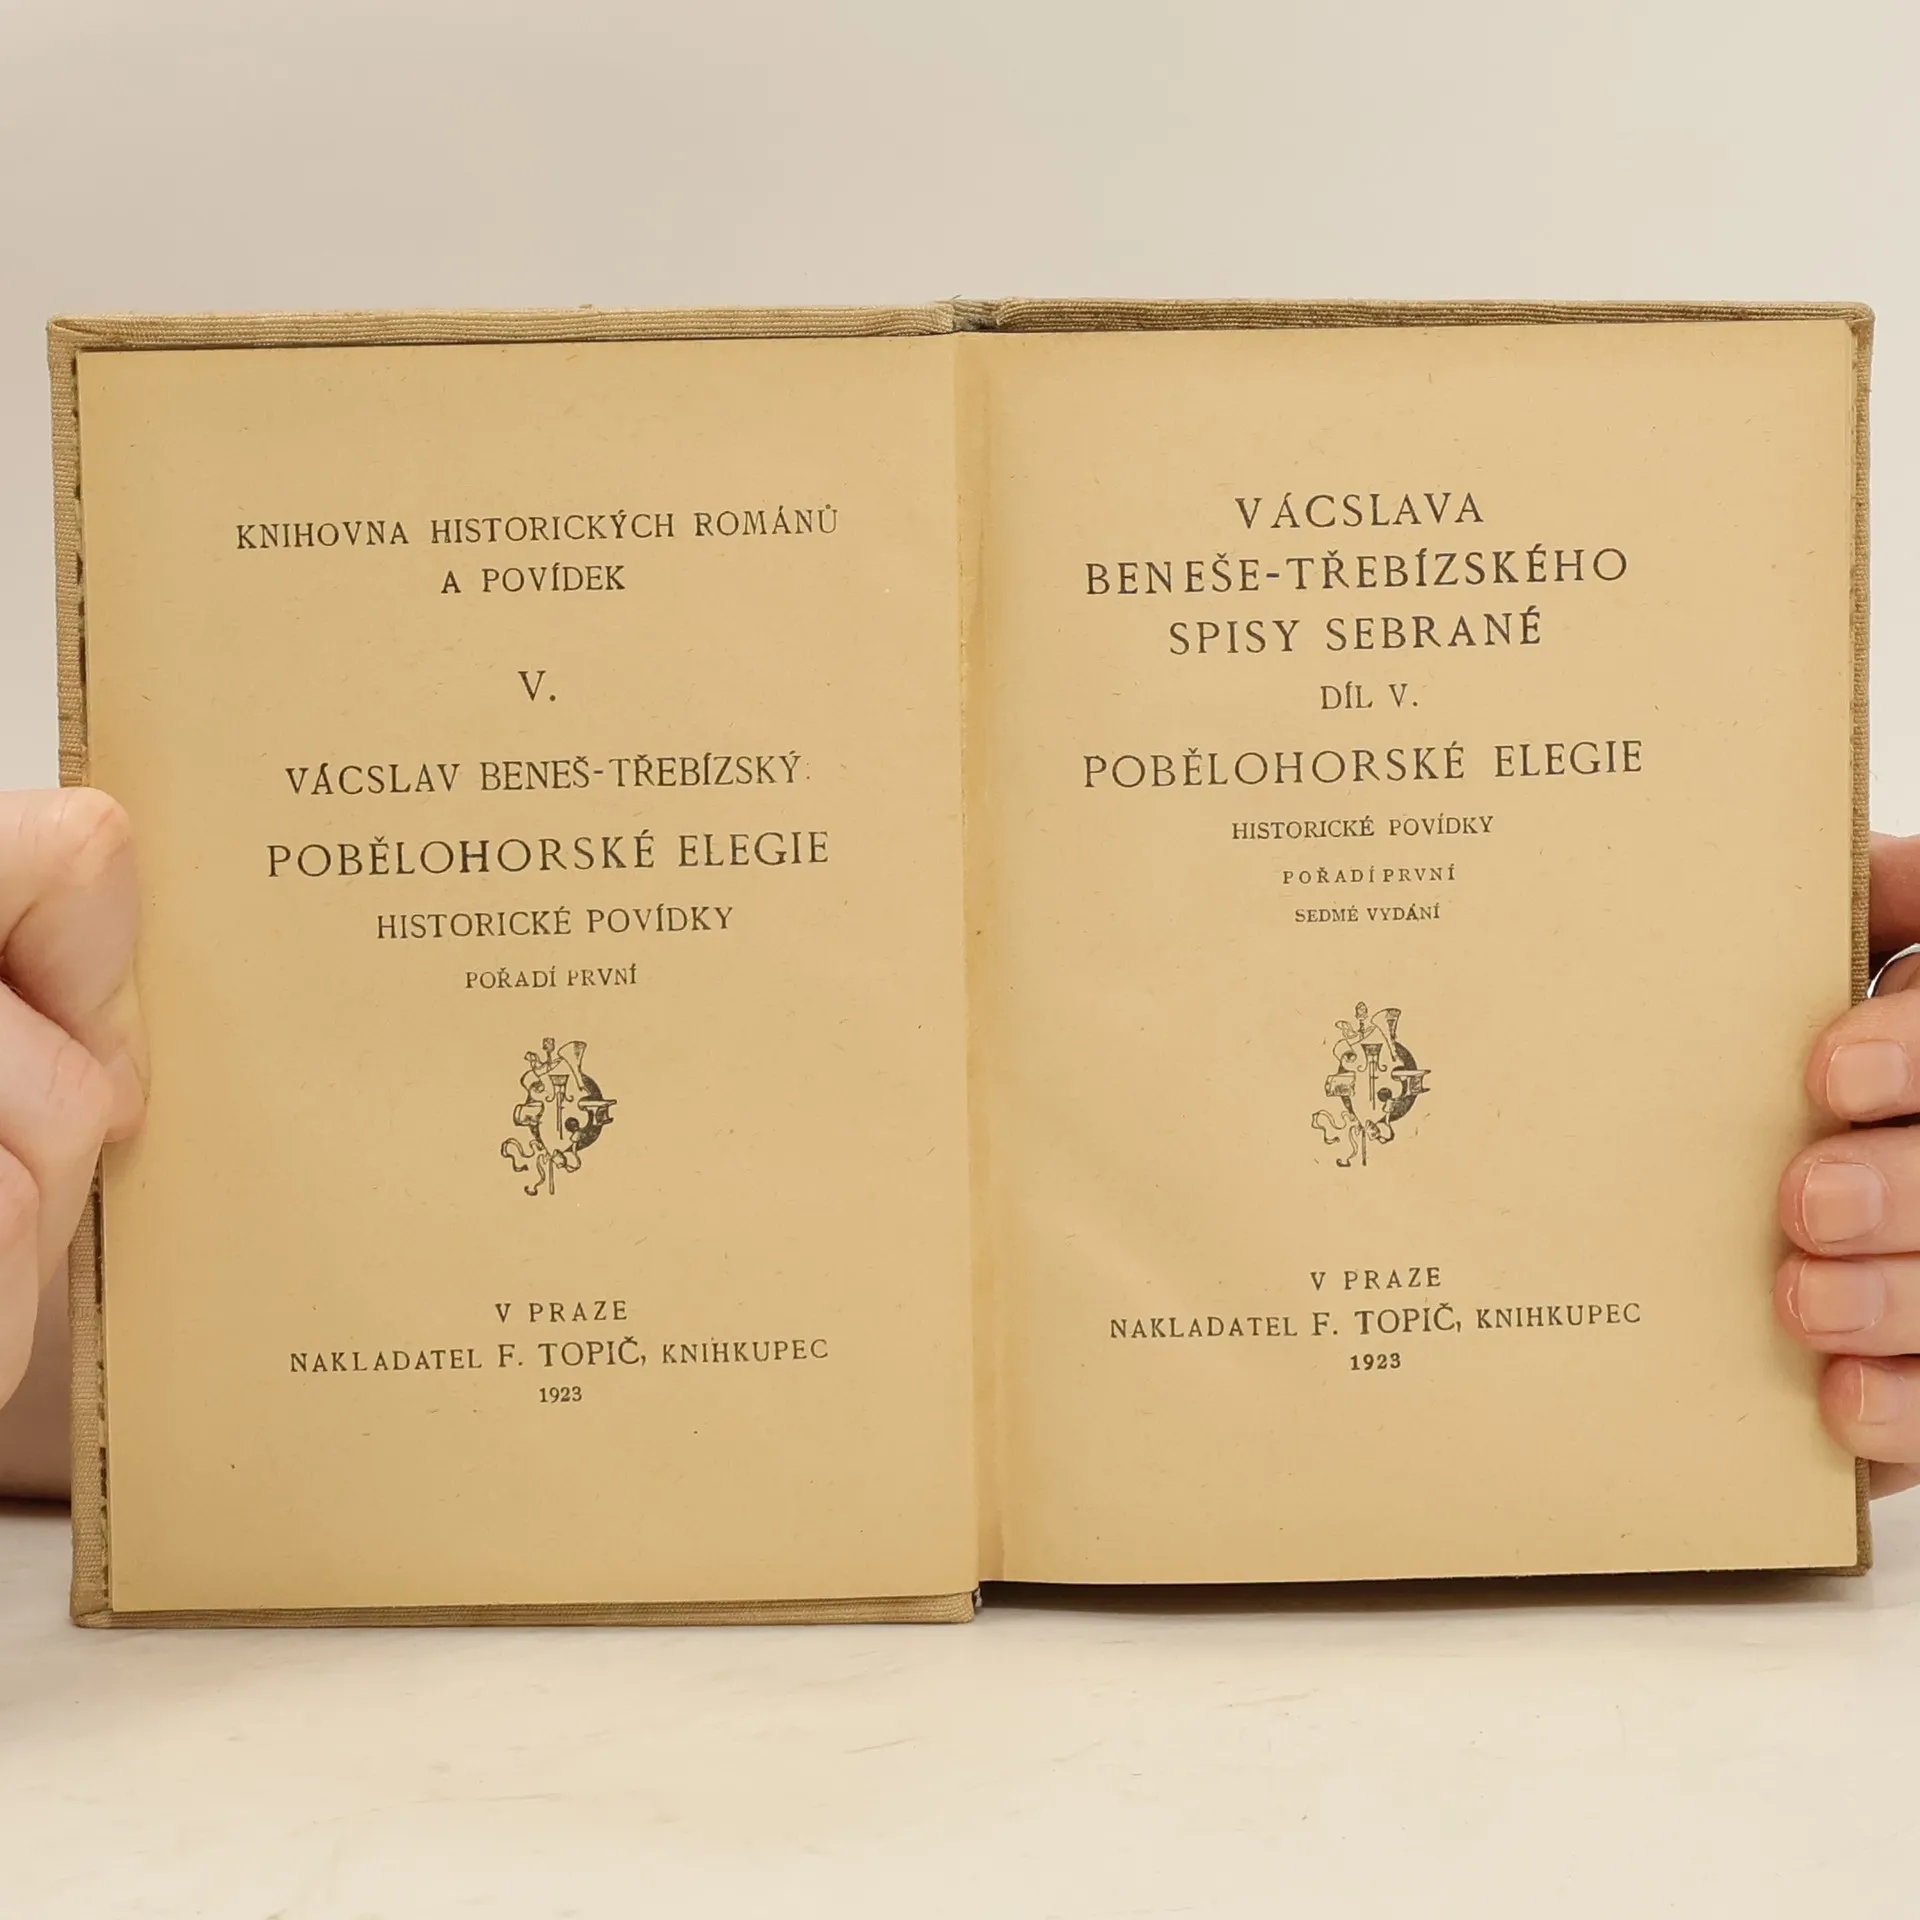 KNIHOVNA HISTORICKÝCH ROMÁNŮ
A POVÍDEK
V.
VÁCSLAV BENEŠ-TŘEBÍZSKÝ:
POBĚLOHORSKÉ ELEGIE
HISTORICKÉ POVÍDKY
POŘADÍ PRVNÍ
V PRAZE
NAKLADATEL F. TOPIČ, KNIHKUPEC
1923
VÁCSLAVA
BENEŠE-TŘEBÍZSKÉHO
SPISY SEBRANÉ
DÍL V.
POBĚLOHORSKÉ ELEGIE
HISTORICKÉ POVÍDKY
POŘADÍ PRVNÍ
SEDMÉ VYDÁNÍ
V PRAZE
NAKLADATEL F. TOPIČ, KNIHKUPEC
1923